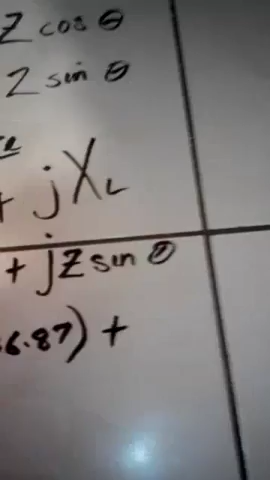 Z cos θ
Z sin θ
+ jX_L
+ jZ sin θ
6.87) +